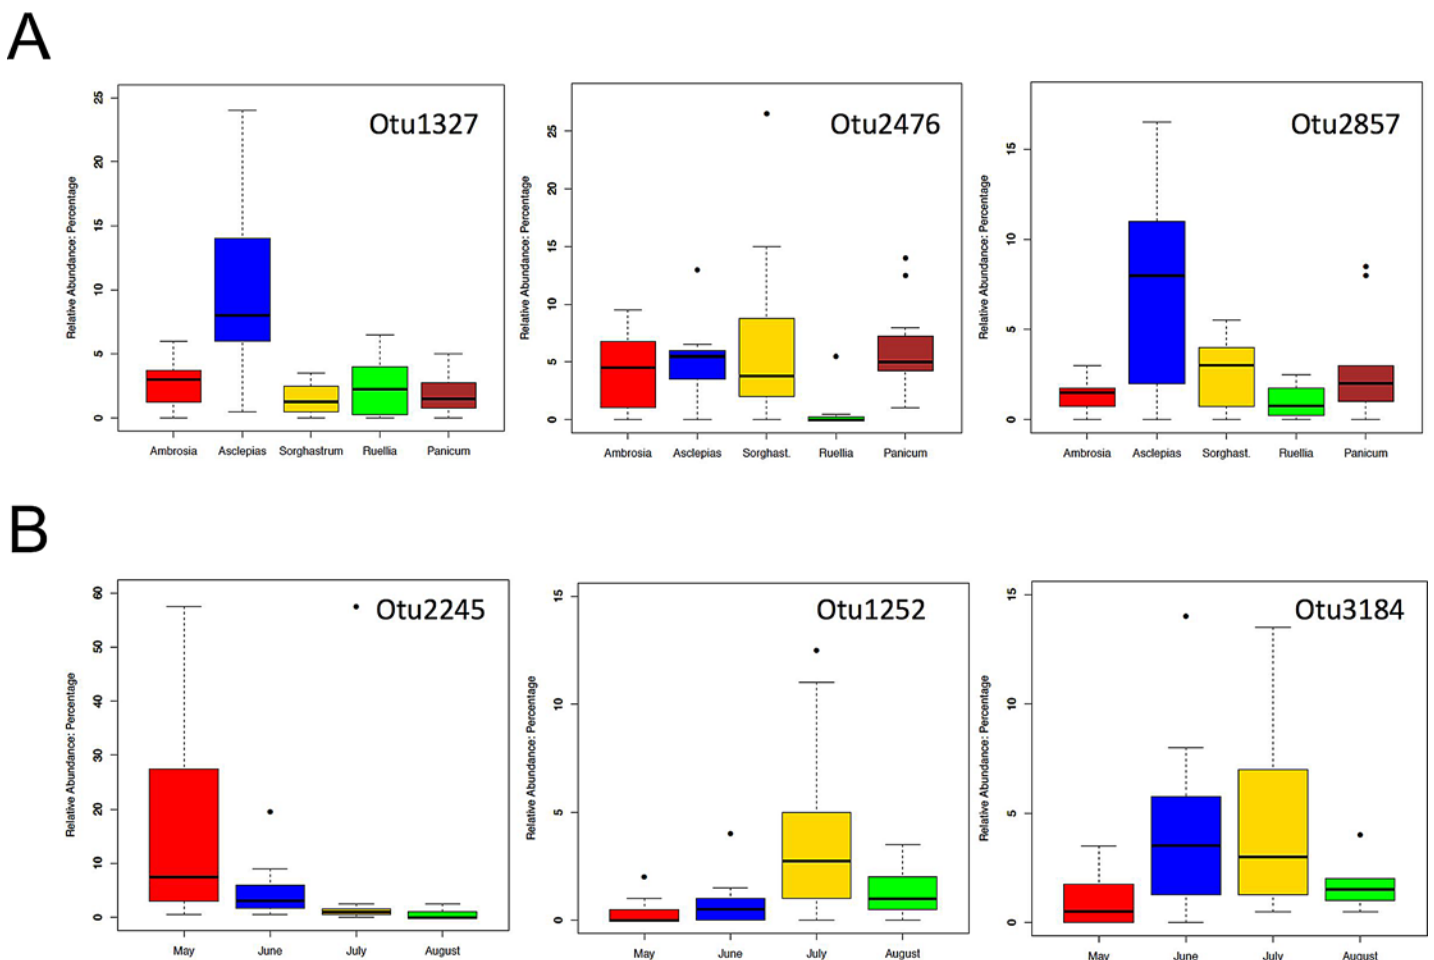 A
Otu1327
Relative Abundance: Percentage
25
20
15
10
5
0
Ambrosia Asclepias Sorghastrum Ruellia Panicum
Otu2476
Relative Abundance: Percentage
25
20
15
10
5
0
Ambrosia Asclepias Sorghast. Ruellia Panicum
Otu2857
Relative Abundance: Percentage
15
10
5
0
Ambrosia Asclepias Sorghast. Ruellia Panicum
B
Otu2245
Relative Abundance: Percentage
60
50
40
30
20
10
0
May June July August
Otu1252
Relative Abundance: Percentage
15
10
5
0
May June July August
Otu3184
Relative Abundance: Percentage
15
10
5
0
May June July August